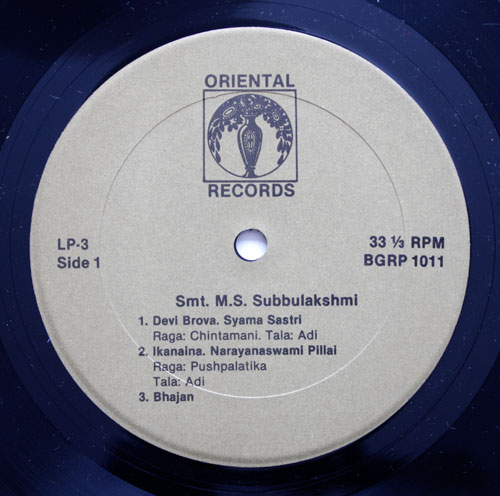 ORIENTAL
RECORDS
LP-3
Side 1
33 ⅓ RPM
BGRP 1011
Smt. M.S. Subbulakshmi
1. Devi Brova. Syama Sastri
Raga: Chintamani. Tala: Adi
2. Ikanaina. Narayanaswami Pillai
Raga: Pushpalatika
Tala: Adi
3. Bhajan